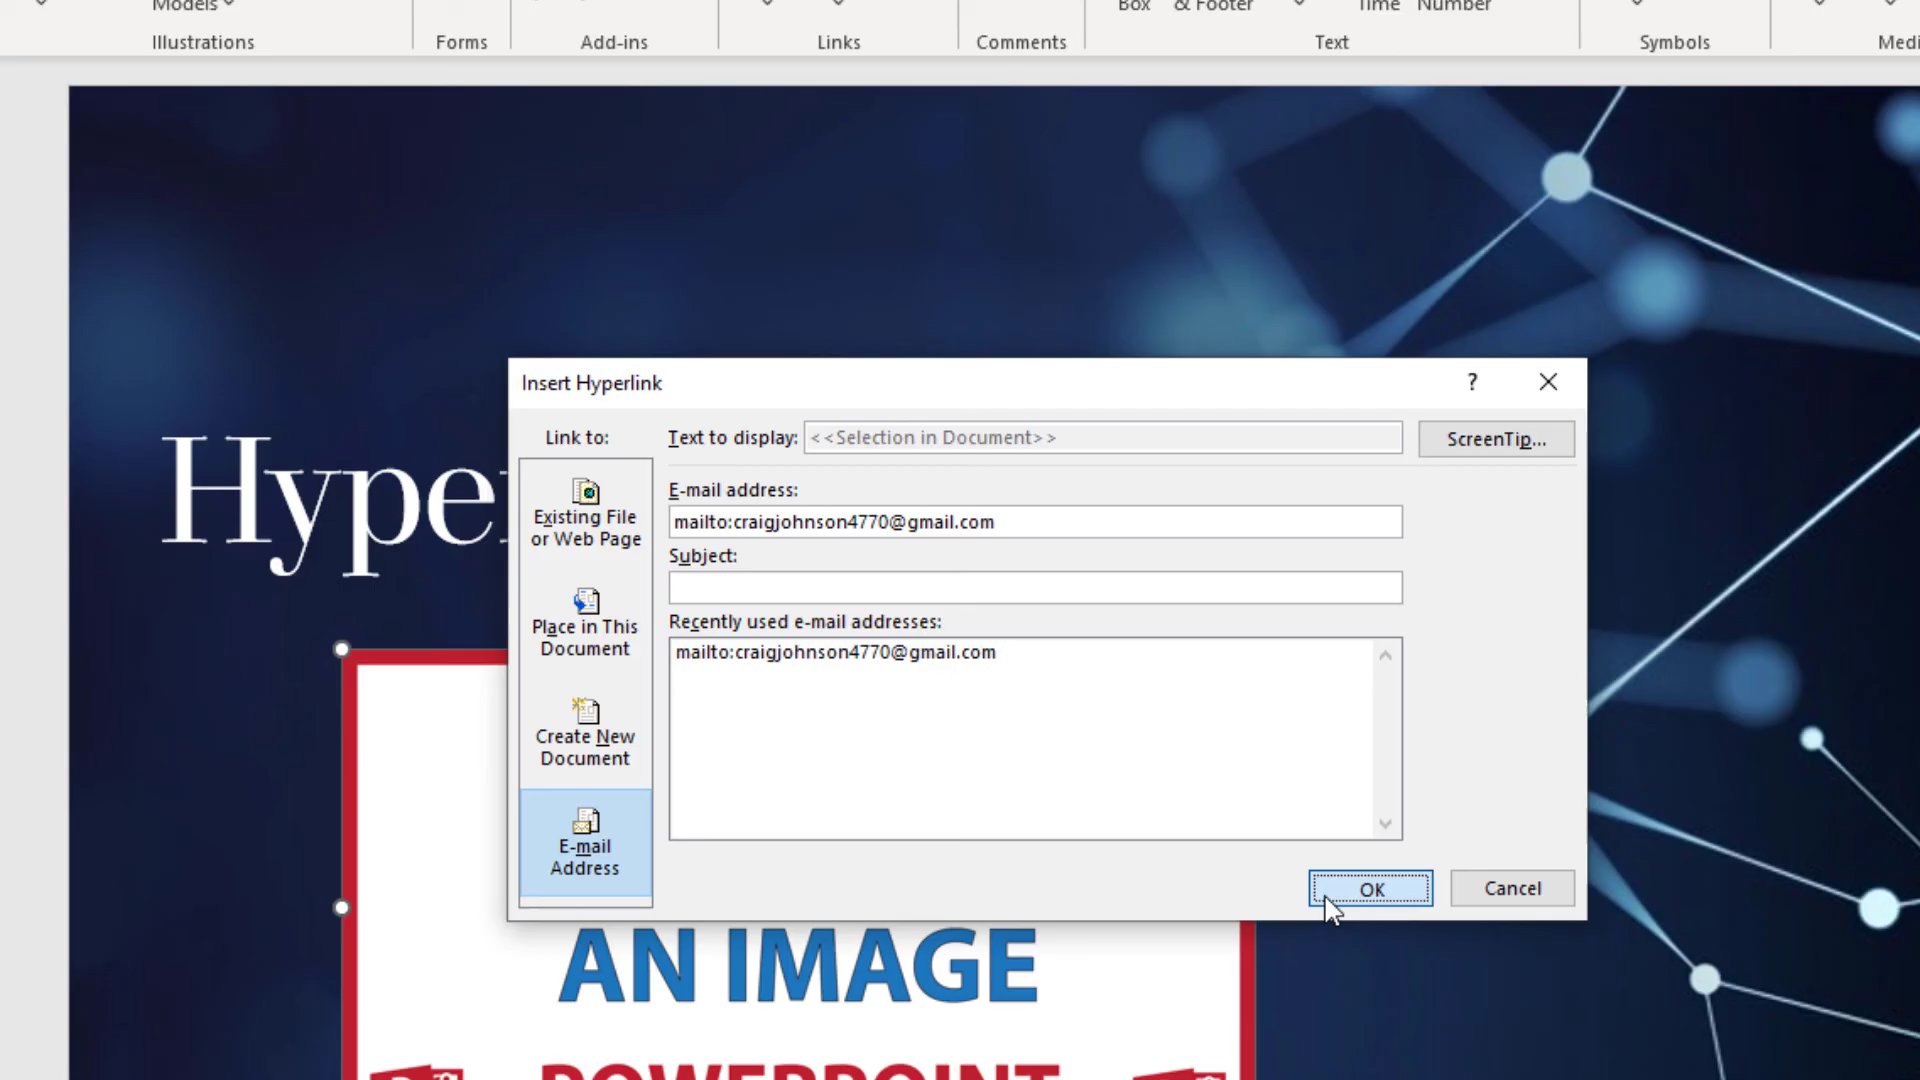 Models
Box & Footer Time Number
Illustrations Forms Add-ins Links Comments Text Symbols
Insert Hyperlink ?
Link to: Text to display: <<Selection in Document>> ScreenTip...
Existing File
or Web Page
Place in This
Document
Create New
Document
E-mail
Address
E-mail address:
mailto:craigjohnson4770@gmail.com
Subject:
Recently used e-mail addresses:
mailto:craigjohnson4770@gmail.com
OK Cancel
Hyper
AN IMAGE
POWERPOINT